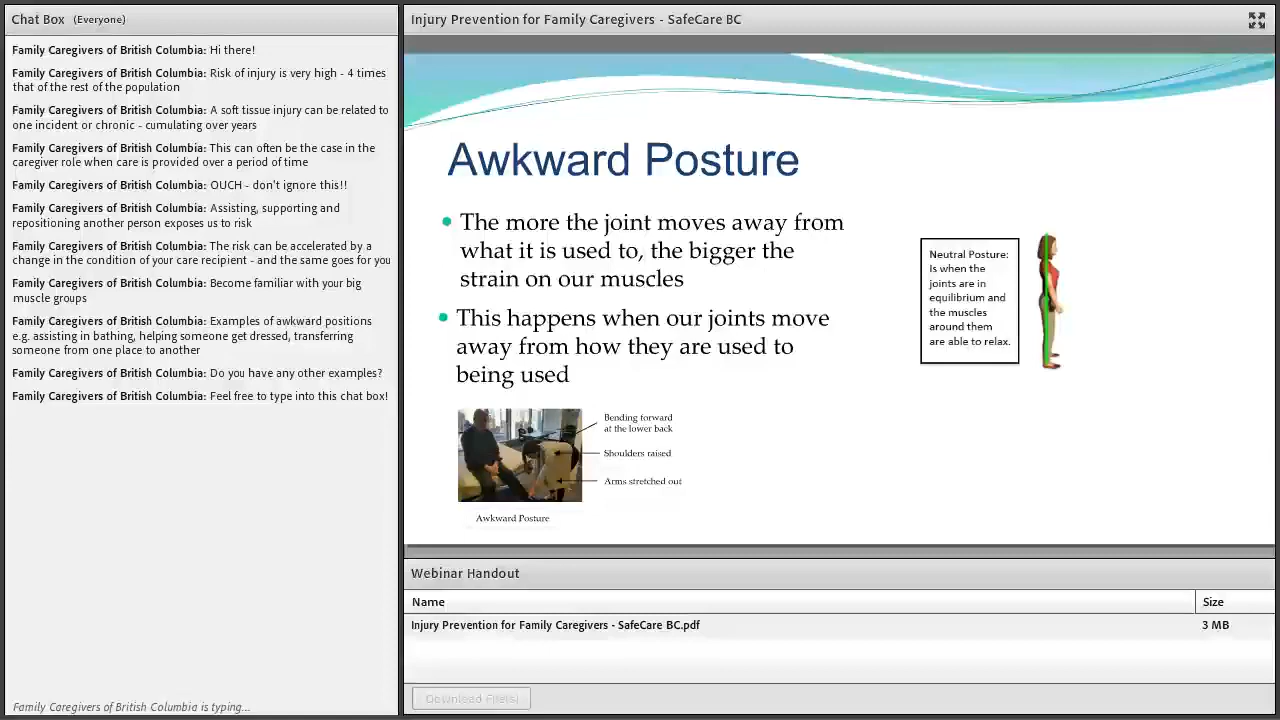 Chat Box (Everyone)
Family Caregivers of British Columbia: Hi there!
Family Caregivers of British Columbia: Risk of injury is very high - 4 times
that of the rest of the population
Family Caregivers of British Columbia: A soft tissue injury can be related to
one incident or chronic - cumulating over years
Family Caregivers of British Columbia: This can often be the case in the
caregiver role when care is provided over a period of time
Family Caregivers of British Columbia: OUCH - don't ignore this!!
Family Caregivers of British Columbia: Assisting, supporting and
repositioning another person exposes us to risk
Family Caregivers of British Columbia: The risk can be accelerated by a
change in the condition of your care recipient - and the same goes for you
Family Caregivers of British Columbia: Become familiar with your big
muscle groups
Family Caregivers of British Columbia: Examples of awkward positions
e.g. assisting in bathing, helping someone get dressed, transferring
someone from one place to another
Family Caregivers of British Columbia: Do you have any other examples?
Family Caregivers of British Columbia: Feel free to type into this chat box!
Family Caregivers of British Columbia is typing...
Injury Prevention for Family Caregivers - SafeCare BC
Awkward Posture
• The more the joint moves away from
what it is used to, the bigger the
strain on our muscles
• This happens when our joints move
away from how they are used to
being used
Bending forward
at the lower back
Shoulders raised
Arms stretched out
Awkward Posture
Neutral Posture:
Is when the
joints are in
equilibrium and
the muscles
around them
are able to relax.
Webinar Handout
Name Size
Injury Prevention for Family Caregivers - SafeCare BC.pdf 3 MB
Download File(s)